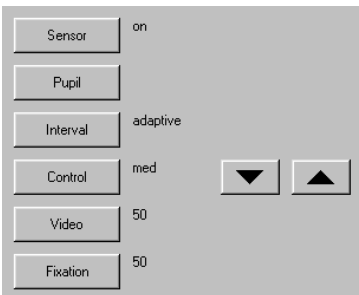 Sensor on
Pupil
Interval adaptive
Control med
Video 50
Fixation 50